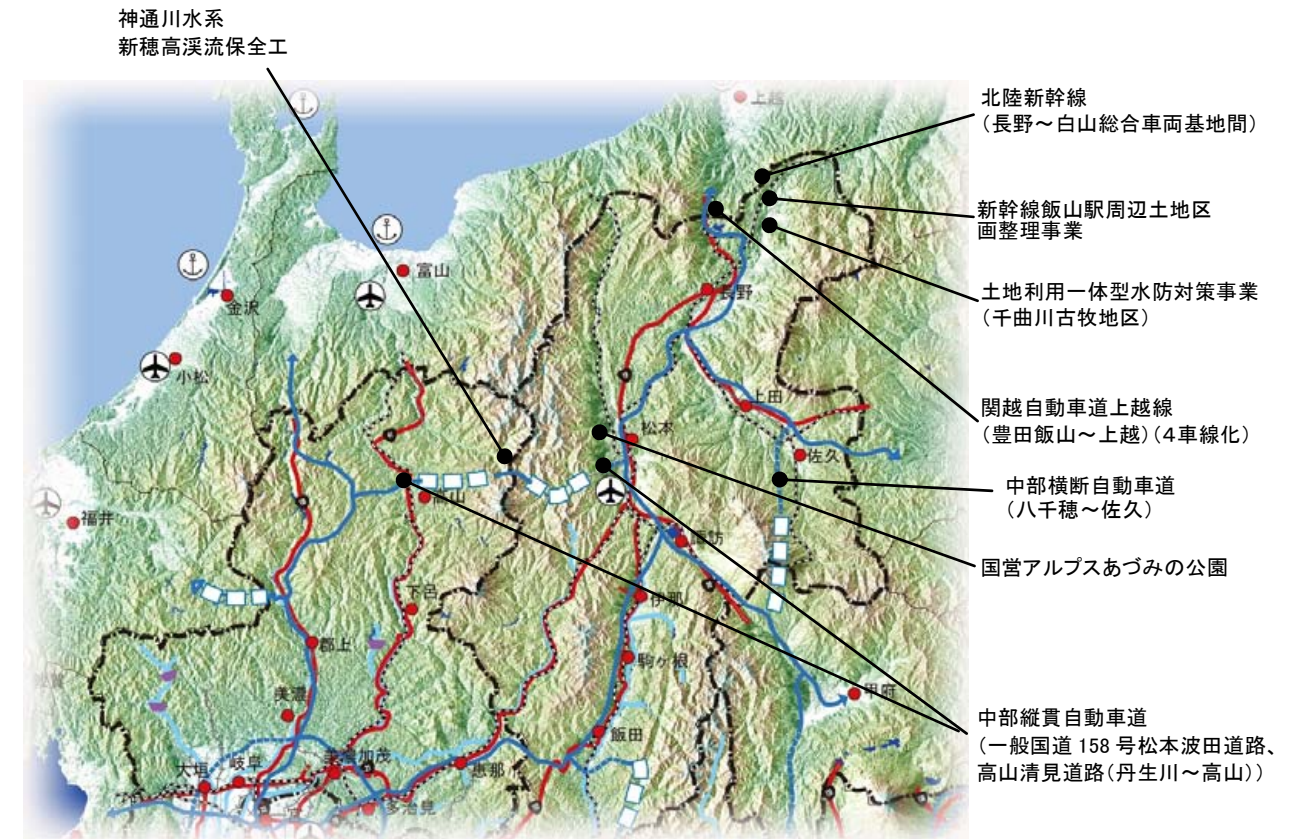 神通川水系
新穂高渓流保全工
北陸新幹線
（長野～白山総合車両基地間）
新幹線飯山駅周辺土地区
画整理事業
土地利用一体型水防対策事業
（千曲川古牧地区）
関越自動車道上越線
（豊田飯山～上越）（４車線化）
中部横断自動車道
（八千穂～佐久）
国営アルプスあづみの公園
中部縦貫自動車道
（一般国道 158 号松本波田道路、
高山清見道路（丹生川～高山））
上越
富山
金沢
小松
長野
上田
松本
佐久
高山
福井
諏訪
下呂
伊那
郡上
駒ヶ根
甲府
美濃
飯田
美濃加茂
恵那
大垣
岐阜
多治見
一宮